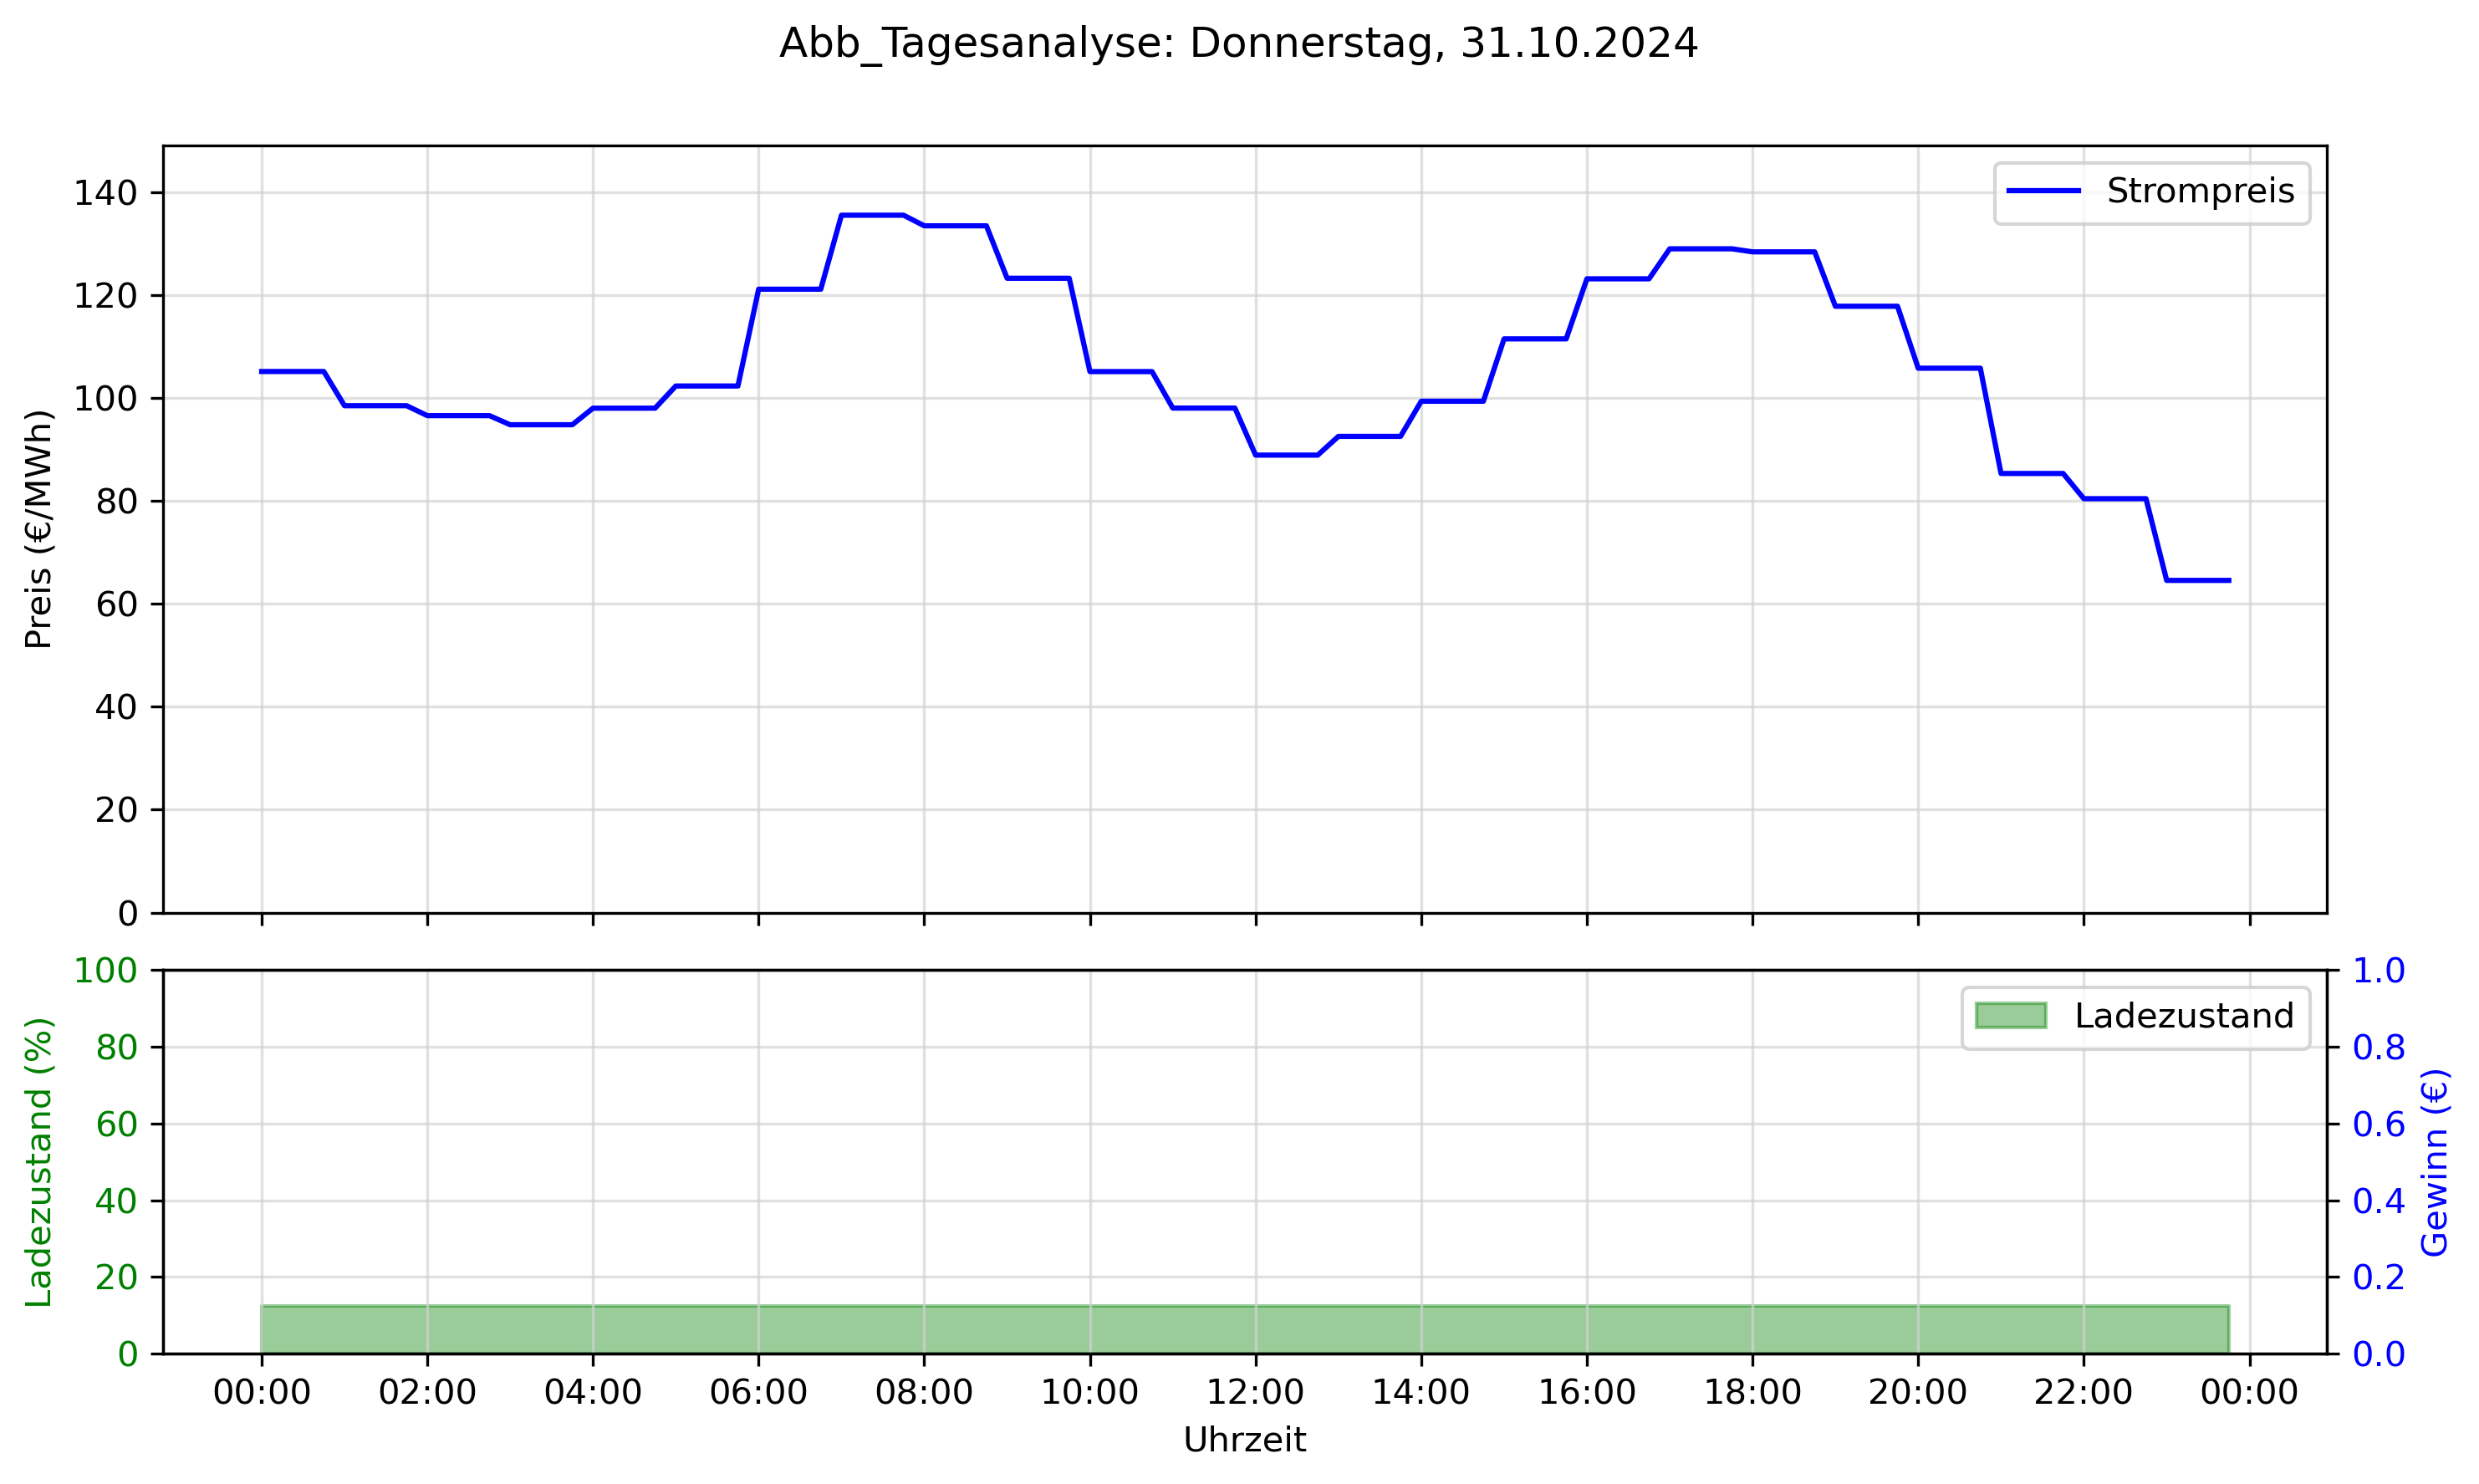 Abb_Tagesanalyse: Donnerstag, 31.10.2024
Preis (€/MWh)
140
120
100
80
60
40
20
0
Strompreis
Ladezustand (%)
100
80
60
40
20
0
Ladezustand
1.0
0.8
0.6
0.4
0.2
0.0
Gewinn (€)
00:00 02:00 04:00 06:00 08:00 10:00 12:00 14:00 16:00 18:00 20:00 22:00 00:00
Uhrzeit